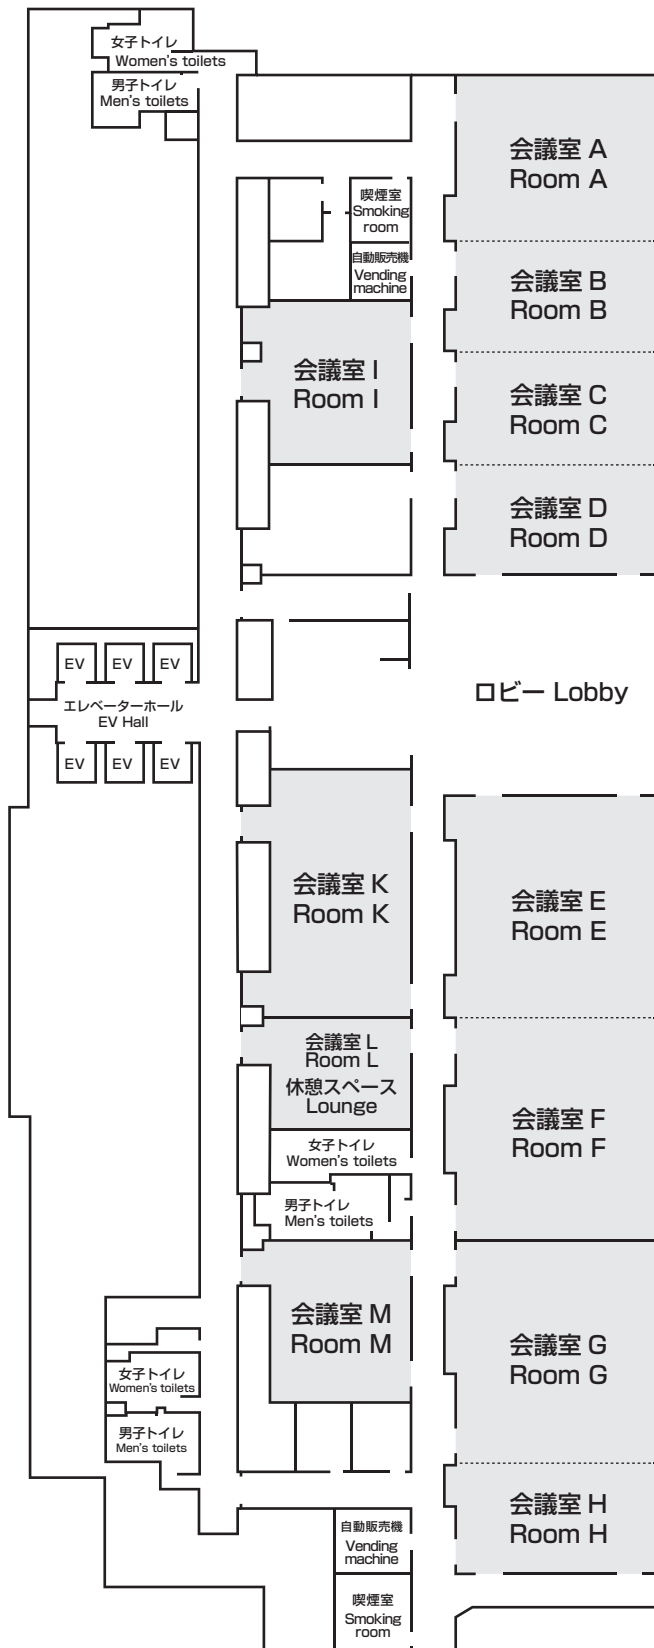 女子トイレ
Women's toilets
男子トイレ
Men's toilets
会議室 A
Room A
喫煙室
Smoking
room
自動販売機
Vending
machine
会議室 B
Room B
会議室 I
Room I
会議室 C
Room C
会議室 D
Room D
EV
EV
EV
エレベーターホール
EV Hall
EV
EV
EV
ロビー Lobby
会議室 K
Room K
会議室 E
Room E
会議室 L
Room L
休憩スペース
Lounge
会議室 F
Room F
女子トイレ
Women's toilets
男子トイレ
Men's toilets
会議室 M
Room M
会議室 G
Room G
女子トイレ
Women's toilets
男子トイレ
Men's toilets
会議室 H
Room H
自動販売機
Vending
machine
喫煙室
Smoking
room